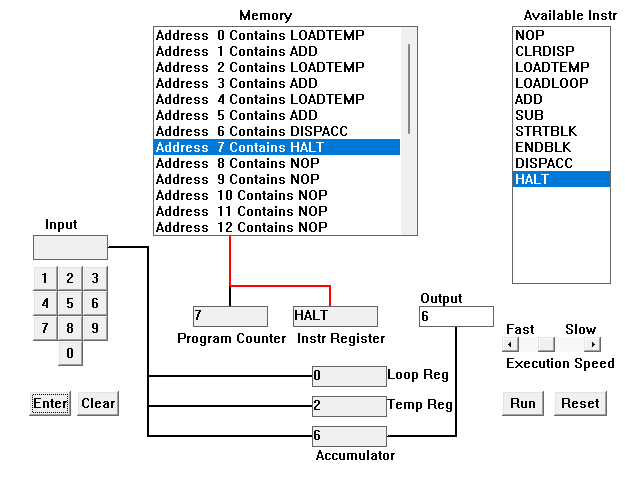 Memory
Available Instr
Address 0 Contains LOADTEMP
Address 1 Contains ADD
Address 2 Contains LOADTEMP
Address 3 Contains ADD
Address 4 Contains LOADTEMP
Address 5 Contains ADD
Address 6 Contains DISPACC
Address 7 Contains HALT
Address 8 Contains NOP
Address 9 Contains NOP
Address 10 Contains NOP
Address 11 Contains NOP
Address 12 Contains NOP
NOP
CLRDISP
LOADTEMP
LOADLOOP
ADD
SUB
STRTBLK
ENDBLK
DISPACC
HALT
Input
1 2 3
4 5 6
7 8 9
0
Enter Clear
7
Program Counter
HALT
Instr Register
Output
6
Fast Slow
Execution Speed
Run Reset
0 Loop Reg
2 Temp Reg
6
Accumulator